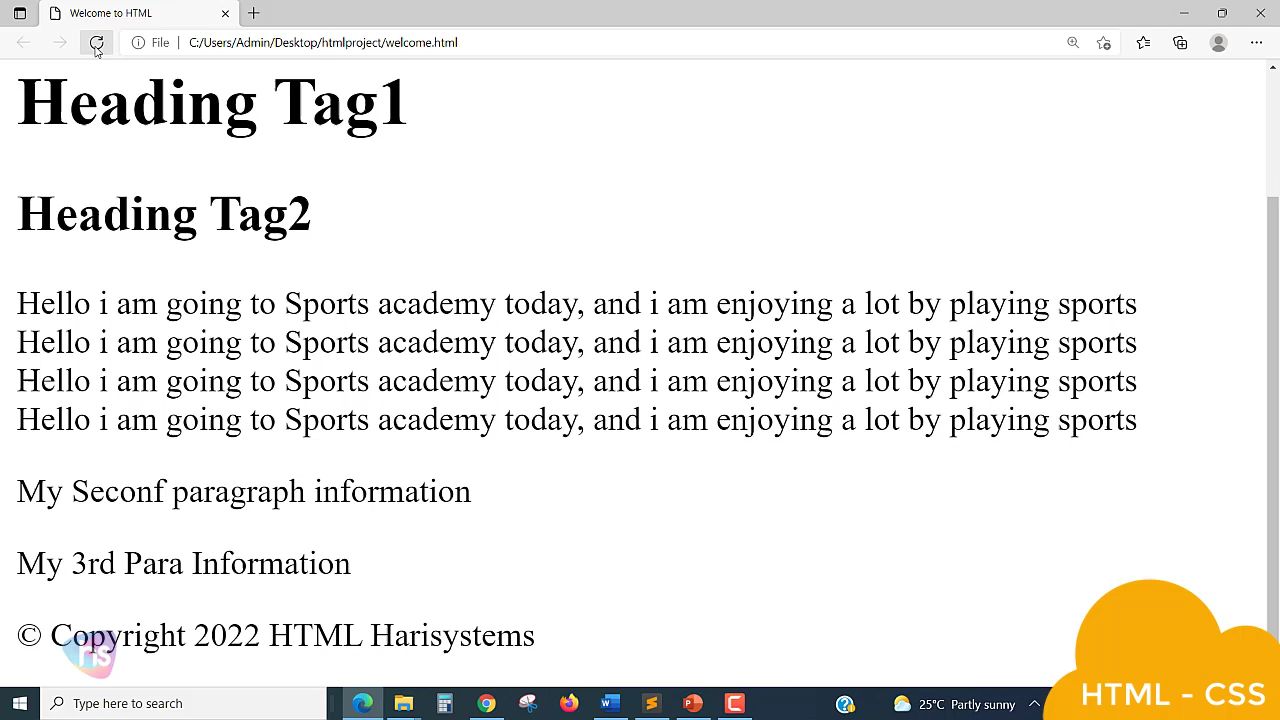 Welcome to HTML
File
C:/Users/Admin/Desktop/htmlproject/welcome.html
Heading Tag1
Heading Tag2
Hello i am going to Sports academy today, and i am enjoying a lot by playing sports
Hello i am going to Sports academy today, and i am enjoying a lot by playing sports
Hello i am going to Sports academy today, and i am enjoying a lot by playing sports
Hello i am going to Sports academy today, and i am enjoying a lot by playing sports
My Seconf paragraph information
My 3rd Para Information
© Copyright 2022 HTML Harisystems
HS
HTML - CSS
Type here to search
25°C Partly sunny